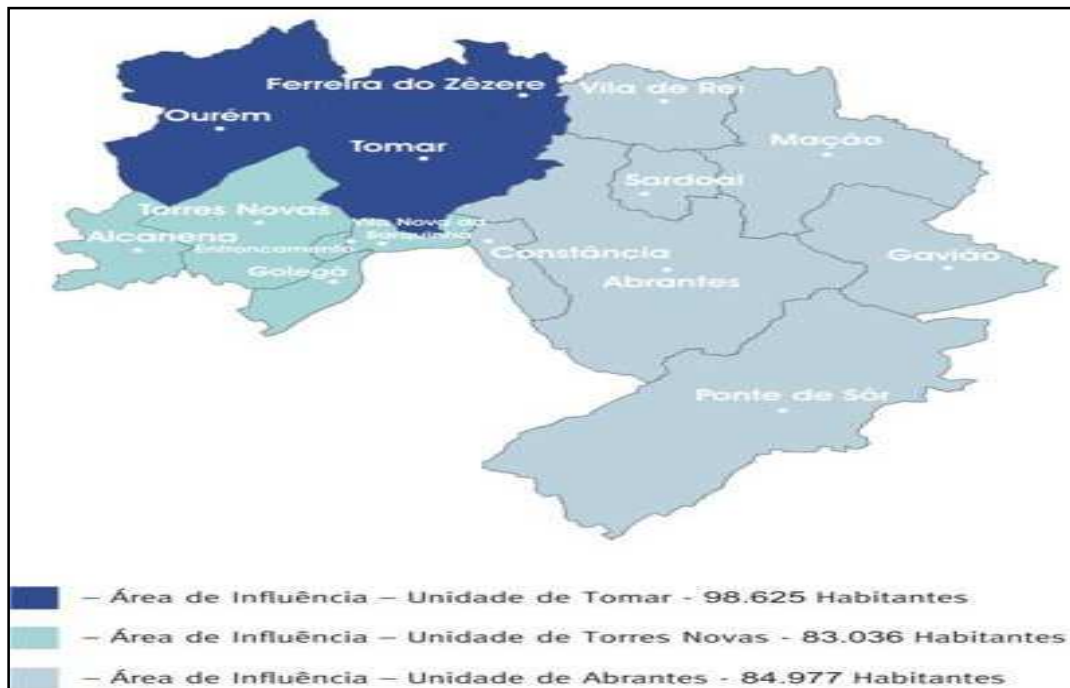 Ferreira do Zêzere
Vila de Rei
Ourém
Tomar
Mação
Sardoal
Torres Novas
Vila Nova da
Alcanena
Entroncamento
Barquinha
Constância
Gavião
Golegã
Abrantes
Ponte de Sôr
– Área de Influência – Unidade de Tomar - 98.625 Habitantes
– Área de Influência – Unidade de Torres Novas - 83.036 Habitantes
– Área de Influência – Unidade de Abrantes - 84.977 Habitantes